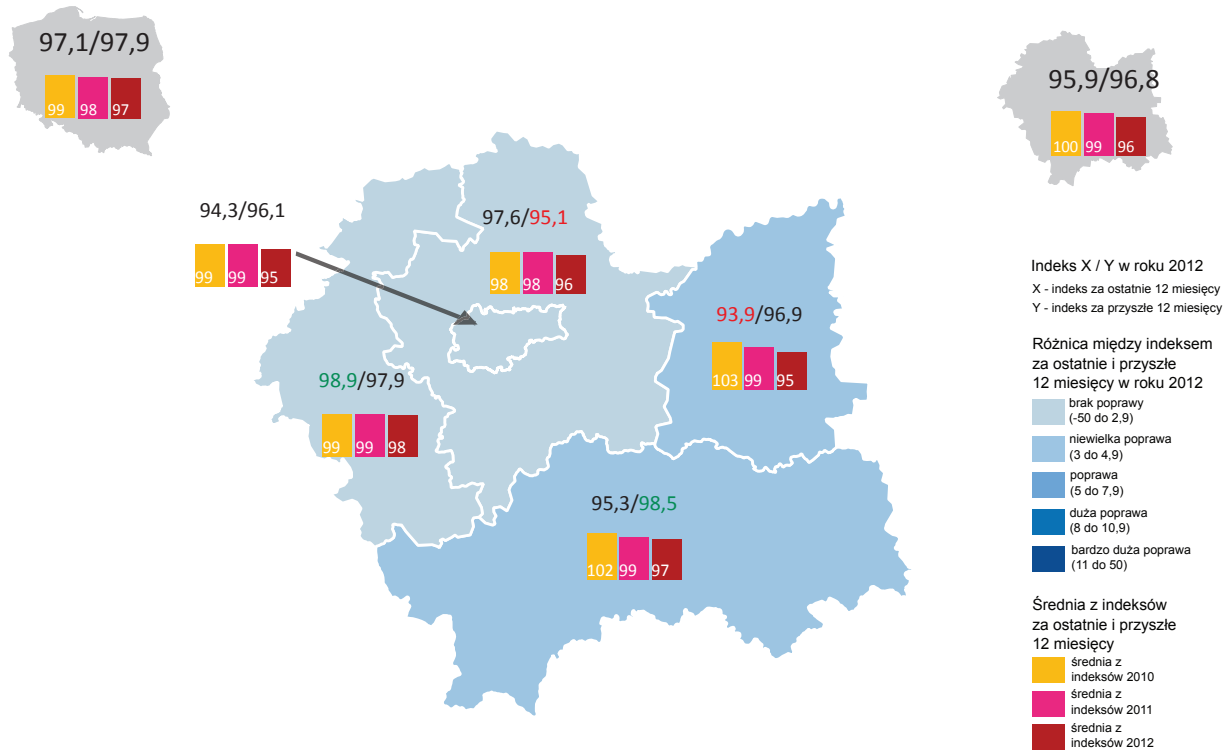 97,1/97,9
99 98 97
95,9/96,8
100 99 96
94,3/96,1
99 99 95
97,6/95,1
98 98 96
93,9/96,9
103 99 95
98,9/97,9
99 99 98
95,3/98,5
102 99 97
Indeks X / Y w roku 2012
X - indeks za ostatnie 12 miesięcy
Y - indeks za przyszłe 12 miesięcy
Różnica między indeksem
za ostatnie i przyszłe
12 miesięcy w roku 2012
brak poprawy
(-50 do 2,9)
niewielka poprawa
(3 do 4,9)
poprawa
(5 do 7,9)
duża poprawa
(8 do 10,9)
bardzo duża poprawa
(11 do 50)
Średnia z indeksów
za ostatnie i przyszłe
12 miesięcy
średnia z
indeksów 2010
średnia z
indeksów 2011
średnia z
indeksów 2012